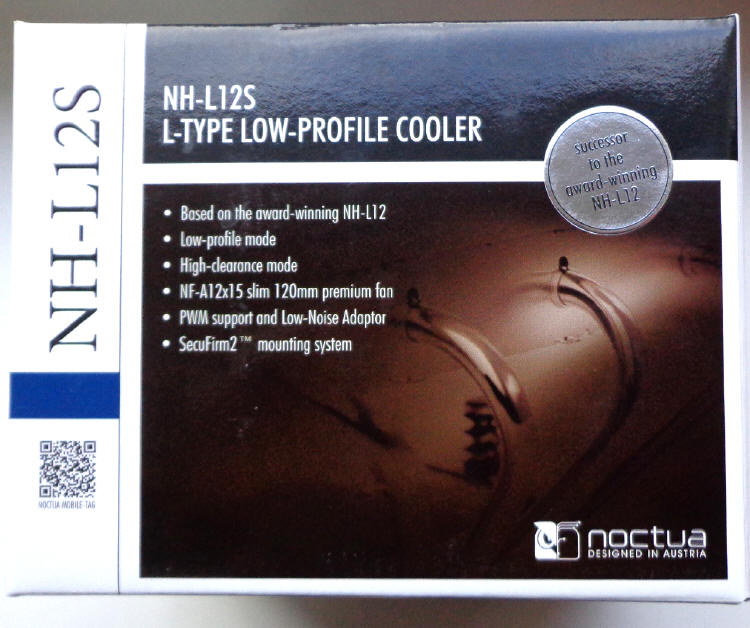 NH-L12S
NOCTUA MOBILE-TAG
NH-L12S
L-TYPE LOW-PROFILE COOLER
successor
to the
award-winning
NH-L12
• Based on the award-winning NH-L12
• Low-profile mode
• High-clearance mode
• NF-A12x15 slim 120mm premium fan
• PWM support and Low-Noise Adaptor
• SecuFirm2™ mounting system
noctua
DESIGNED IN AUSTRIA